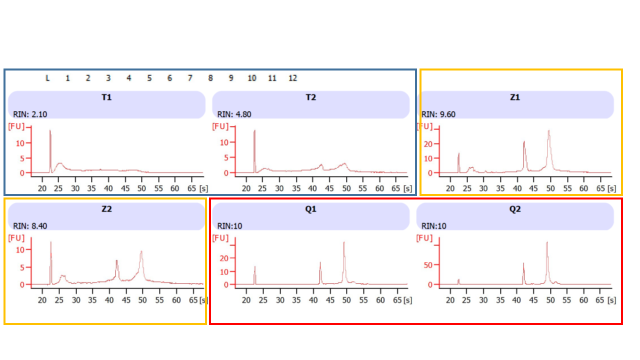 L 1 2 3 4 5 6 7 8 9 10 11 12
T1 T2 Z1
RIN: 2.10 RIN: 4.80 RIN: 9.60
[FU] [FU] [FU]
10 15 20
5 10 10
0 5 0
0
20 25 30 35 40 45 50 55 60 65 [s] 20 25 30 35 40 45 50 55 60 65 [s] 20 25 30 35 40 45 50 55 60 65 [s]
Z2 Q1 Q2
RIN: 8.40 RIN:10 RIN:10
[FU] [FU] [FU]
10 20 50
5 10 0
0 0
20 25 30 35 40 45 50 55 60 65 [s] 20 25 30 35 40 45 50 55 60 65 [s] 20 25 30 35 40 45 50 55 60 65 [s]